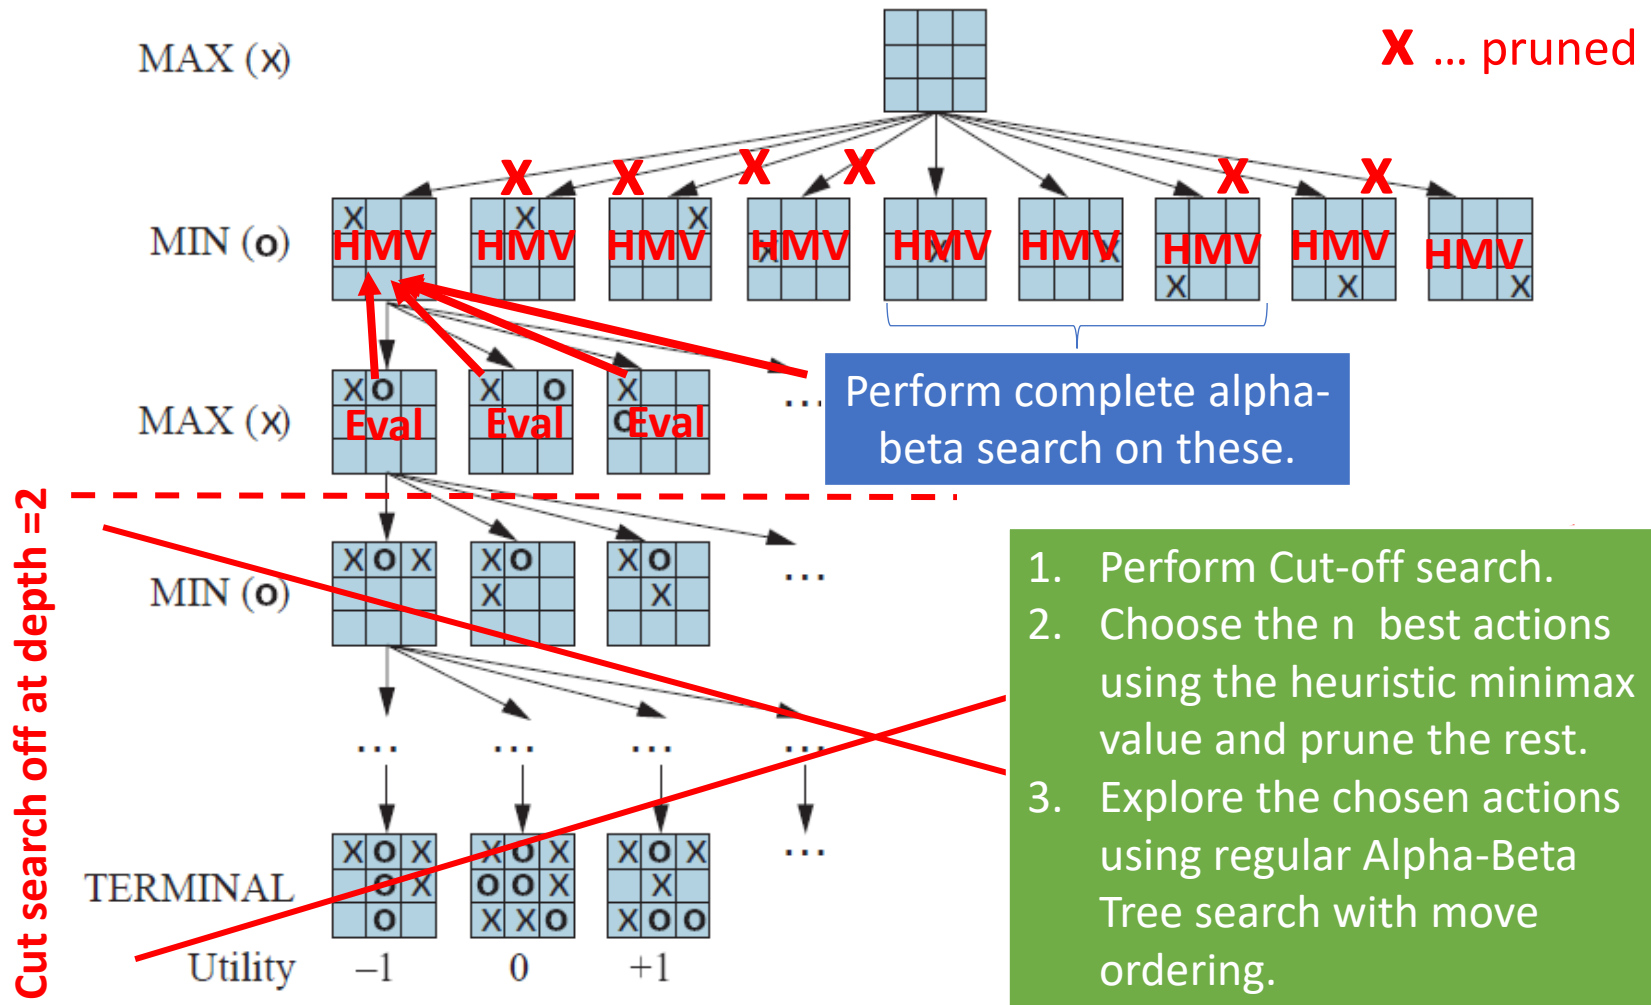 MAX (X)
X ... pruned
X X X X X X
MIN (O)
X X X X X X X X X
HMV HMV HMV HMV HMV HMV HMV HMV HMV
MAX (X)
X O X O X
O
Eval Eval Eval
...
Perform complete alpha-
beta search on these.
Cut search off at depth =2
MIN (O)
X O X X O X O
X X
...
... ... ... ...
TERMINAL
X O X X O X X O X
O X O O X X
O X X O X O O
...
Utility –1 0 +1
1. Perform Cut-off search.
2. Choose the n best actions
using the heuristic minimax
value and prune the rest.
3. Explore the chosen actions
using regular Alpha-Beta
Tree search with move
ordering.